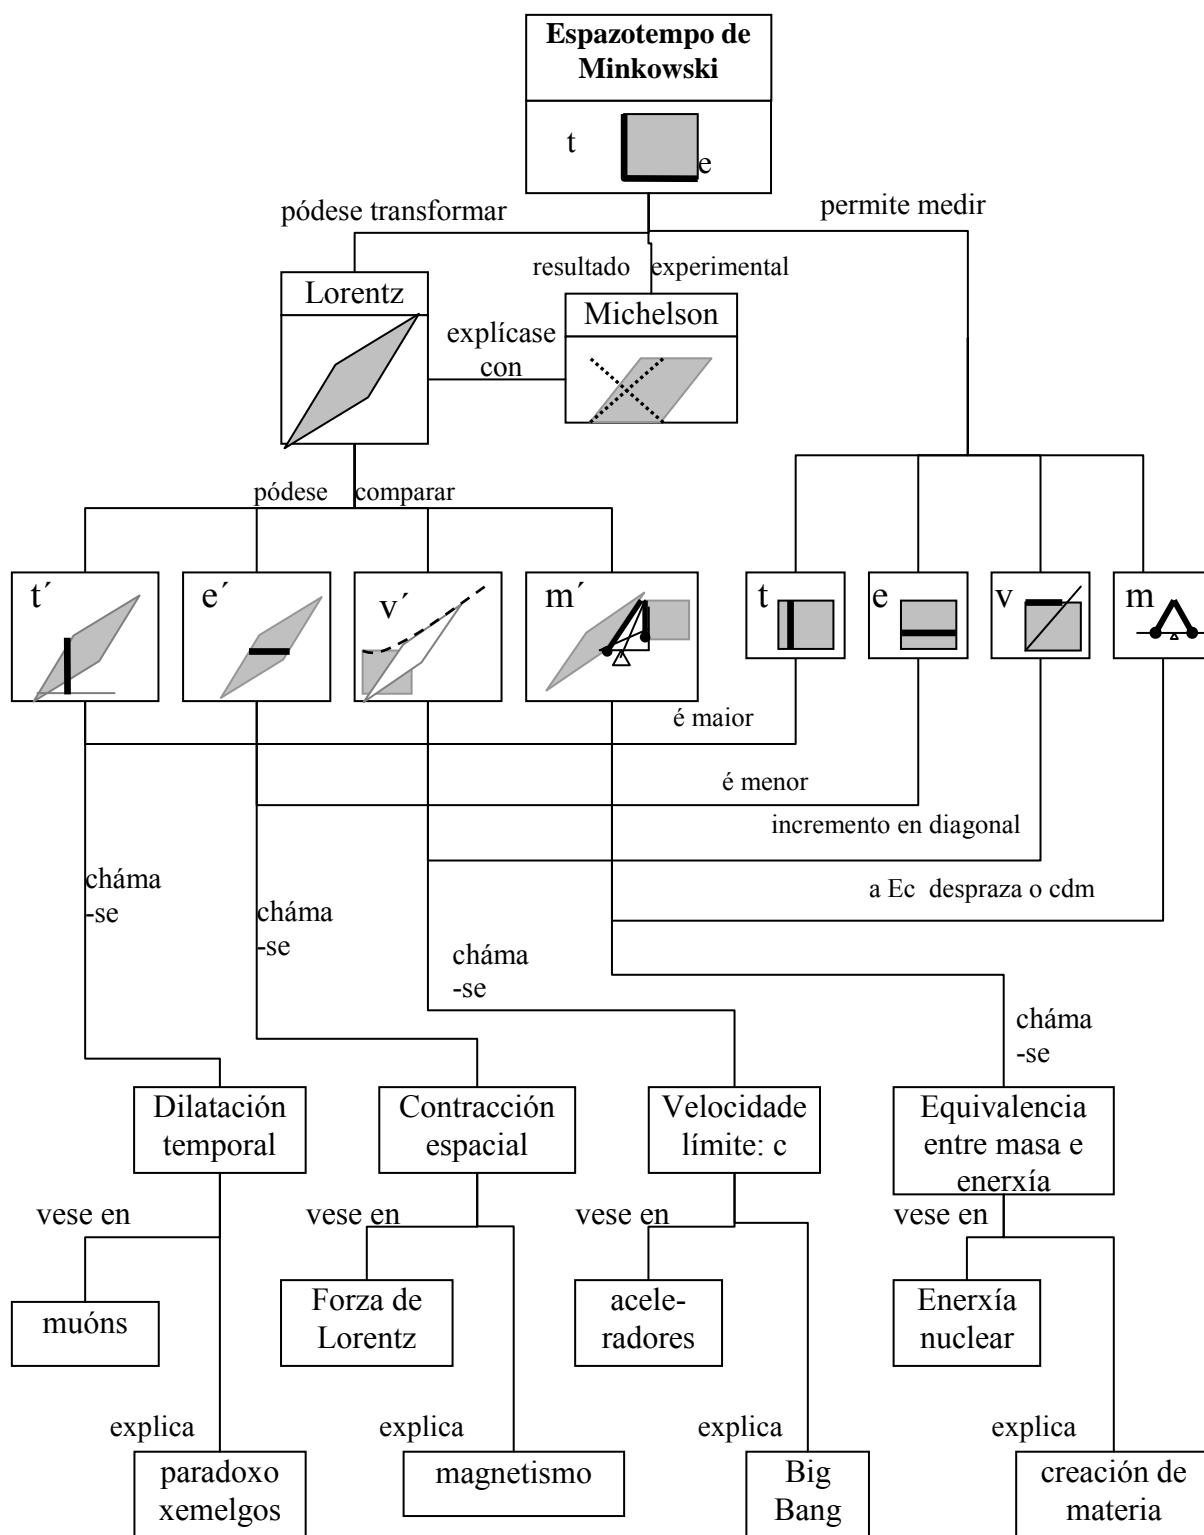 Espazotempo de
Minkowski
t
e
pódese transformar
permite medir
resultado experimental
Lorentz
Michelson
explícase
con
pódese comparar
t´
e´
v´
m´
t
e
v
m
é maior
é menor
incremento en diagonal
a Ec despraza o cdm
cháma
-se
cháma
-se
cháma
-se
cháma
-se
Dilatación
temporal
Contracción
espacial
Velocidade
límite: c
Equivalencia
entre masa e
enerxía
vese en
vese en
vese en
vese en
muóns
Forza de
Lorentz
acele-
radores
Enerxía
nuclear
explica
explica
explica
explica
paradoxo
xemelgos
magnetismo
Big
Bang
creación de
materia